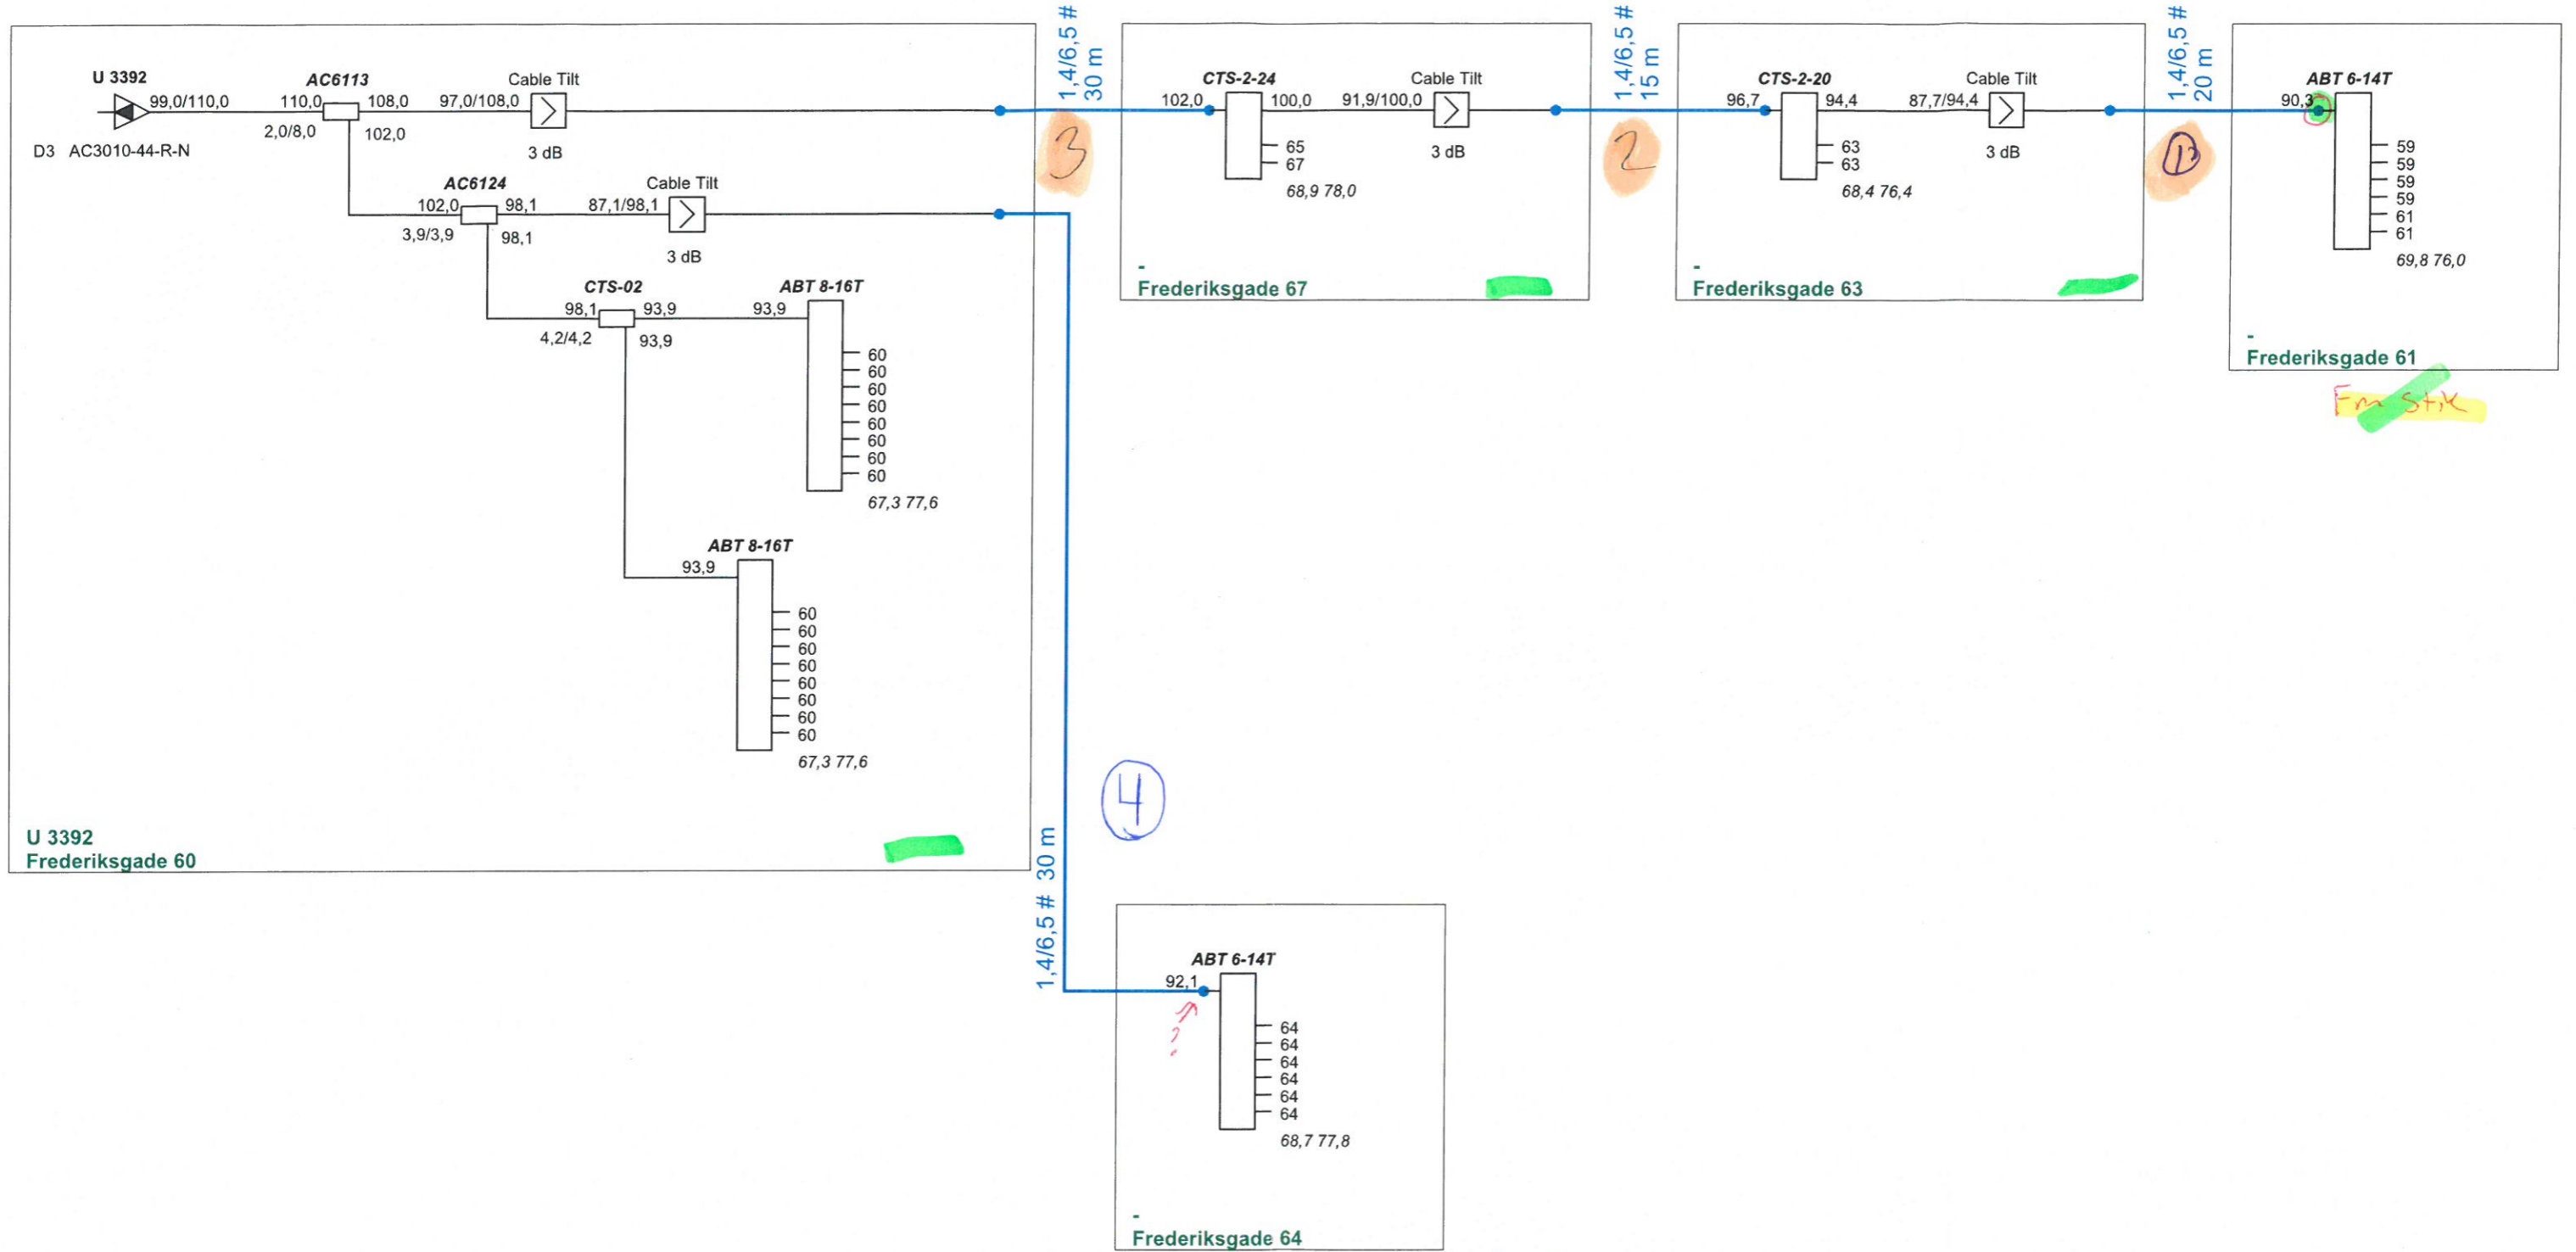 U 3392
99,0/110,0
D3 AC3010-44-R-N
AC6113
110,0
108,0
2,0/8,0
102,0
97,0/108,0
Cable Tilt
3 dB
AC6124
102,0
98,1
3,9/3,9
98,1
87,1/98,1
Cable Tilt
3 dB
CTS-02
98,1
93,9
4,2/4,2
93,9
ABT 8-16T
93,9
60
60
60
60
60
60
60
60
67,3 77,6
ABT 8-16T
93,9
60
60
60
60
60
60
60
60
67,3 77,6
U 3392
Frederiksgade 60
1,4/6,5 #
30 m
3
CTS-2-24
102,0
100,0
65
67
68,9 78,0
91,9/100,0
Cable Tilt
3 dB
-
Frederiksgade 67
1,4/6,5 #
15 m
2
CTS-2-20
96,7
94,4
63
63
68,4 76,4
87,7/94,4
Cable Tilt
3 dB
-
Frederiksgade 63
1,4/6,5 #
20 m
1
ABT 6-14T
90,3
59
59
59
59
61
61
69,8 76,0
-
Frederiksgade 61
Fm Stik
4
1,4/6,5 # 30 m
ABT 6-14T
92,1
?
64
64
64
64
64
64
68,7 77,8
-
Frederiksgade 64